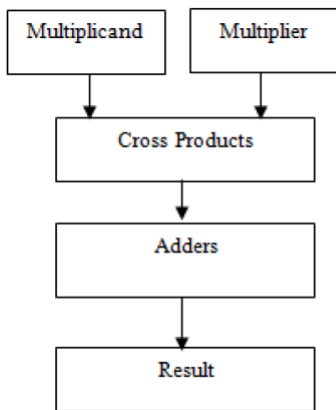 Multiplicand
Multiplier
Cross Products
Adders
Result